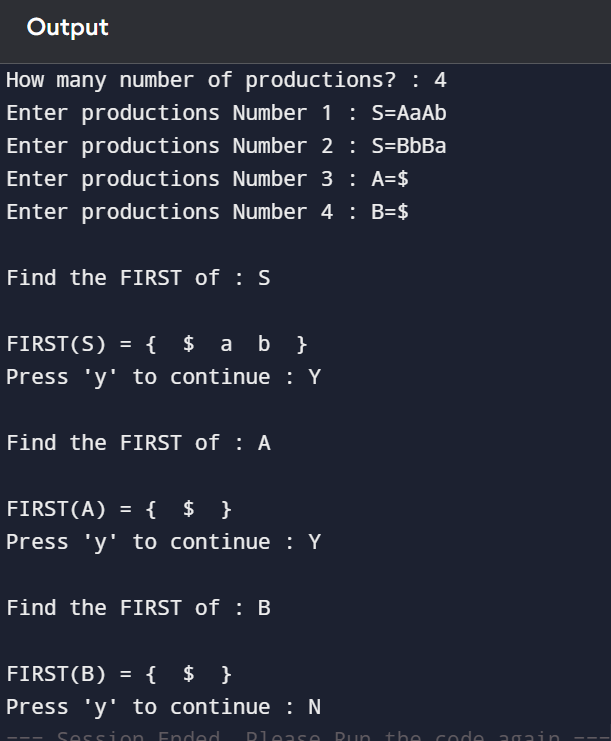 Output
How many number of productions? : 4
Enter productions Number 1 : S=AaAb
Enter productions Number 2 : S=BbBa
Enter productions Number 3 : A=$
Enter productions Number 4 : B=$
Find the FIRST of : S
FIRST(S) = {  $  a  b  }
Press 'y' to continue : Y
Find the FIRST of : A
FIRST(A) = {  $  }
Press 'y' to continue : Y
Find the FIRST of : B
FIRST(B) = {  $  }
Press 'y' to continue : N
=== Session Ended. Please Run the code again ===